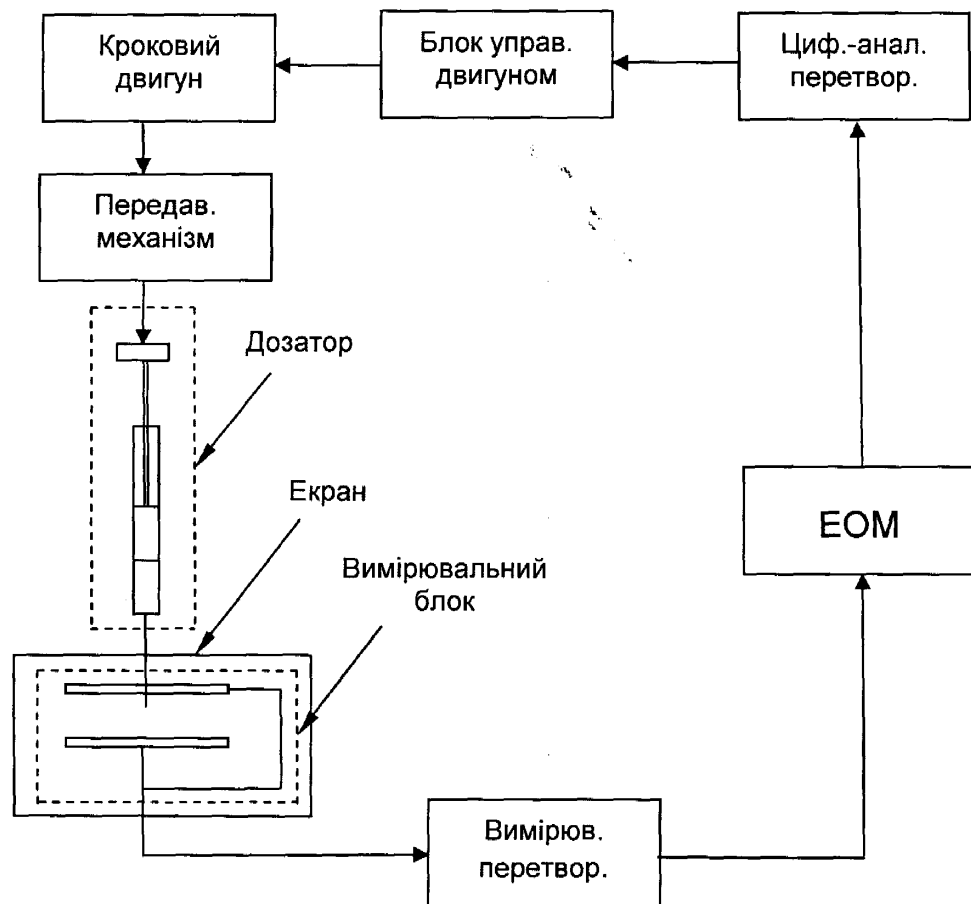 Кроковий
двигун
Блок управ.
двигуном
Циф.-анал.
перетвор.
Передав.
механізм
Дозатор
Екран
ЕОМ
Вимірювальний
блок
Вимірюв.
перетвор.